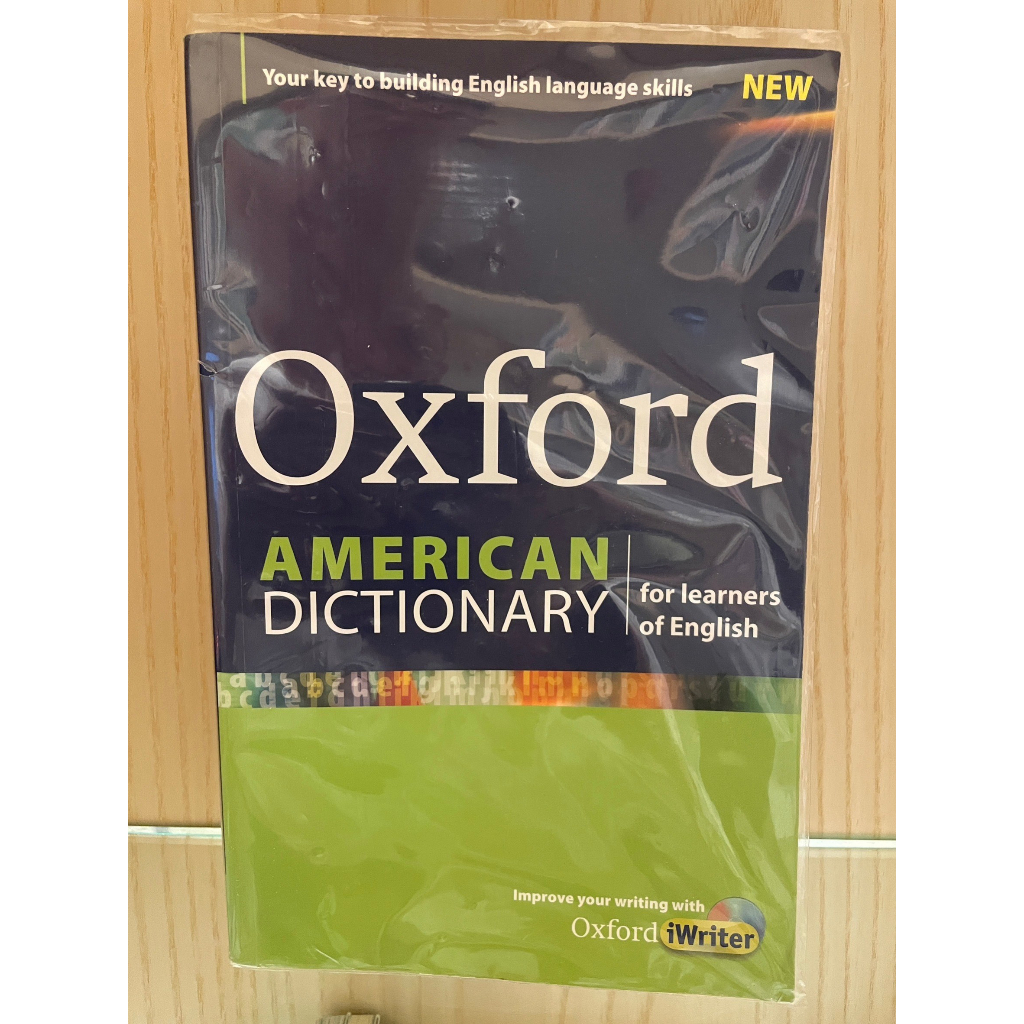 Your key to building English language skills
NEW
Oxford
AMERICAN
DICTIONARY
for learners
of English
Improve your writing with
Oxford iWriter